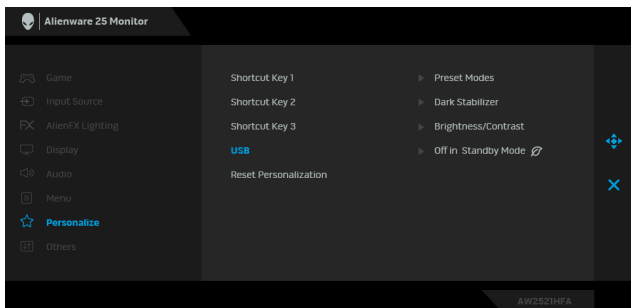 Alienware 25 Monitor
Game
Shortcut Key 1
Preset Modes
Input Source
Shortcut Key 2
Dark Stabilizer
FX AlienFX Lighting
Shortcut Key 3
Brightness/Contrast
Display
USB
Off in Standby Mode
Audio
Reset Personalization
Menu
Personalize
Others
AW2521HFA